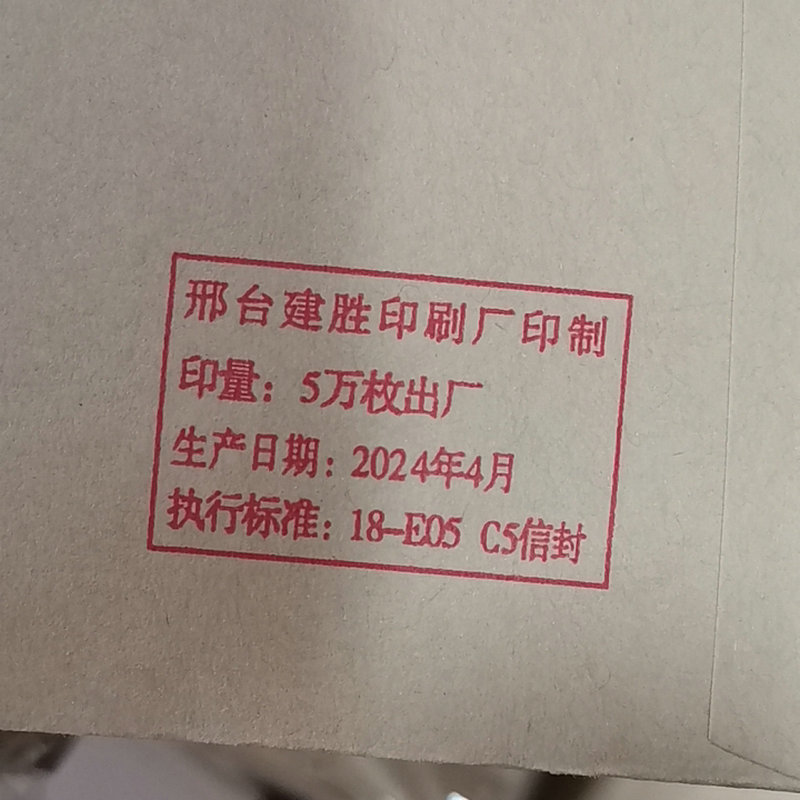 邢台建胜印刷厂印制
印量：5万枚出厂
生产日期：2024年4月
执行标准：18-E05 C5信封